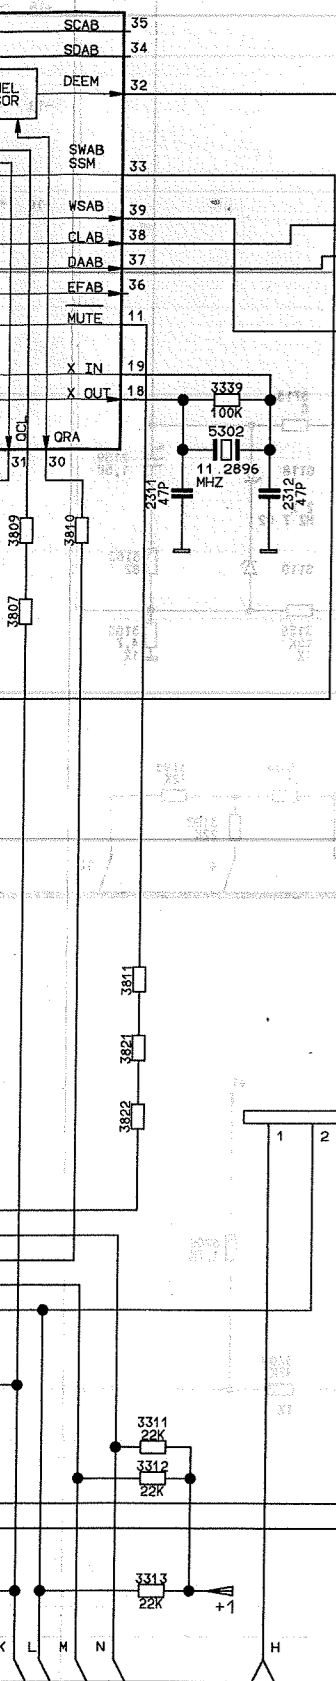 SCAB 35
SDAB 34
DEEM 32
SWAB 33
SSM
WSAB 39
CLAB 38
DAAB 37
EFAB 36
MUTE 11
X IN 19
X OUT 18
3339
100K
5302
11.2896
MHZ
2311
47P
2312
47P
QCL
QRA
31 30
3809
3810
3807
3811
3821
3822
1 2
3311
22K
3312
22K
3313
22K
+1
K L M N H